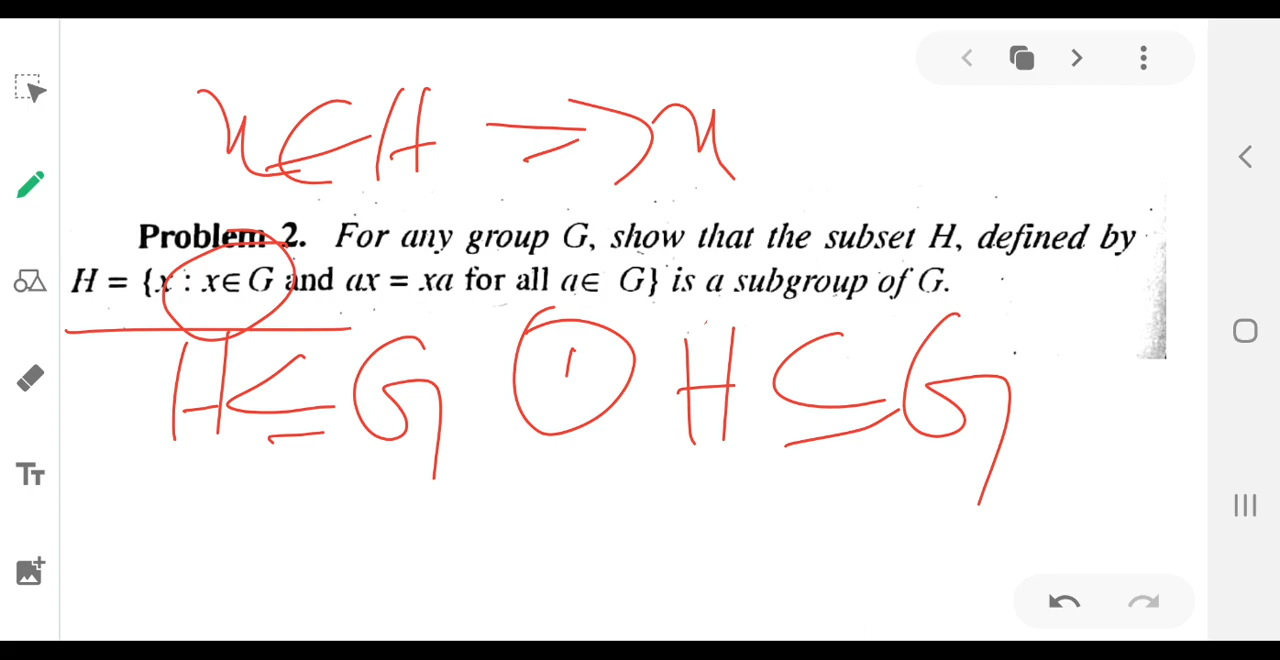 x∈H ⇒ x
Problem 2. For any group G, show that the subset H, defined by
H = {x : x∈ G and ax = xa for all a∈ G} is a subgroup of G.
H ≤ G ① H ⊆ G
TT